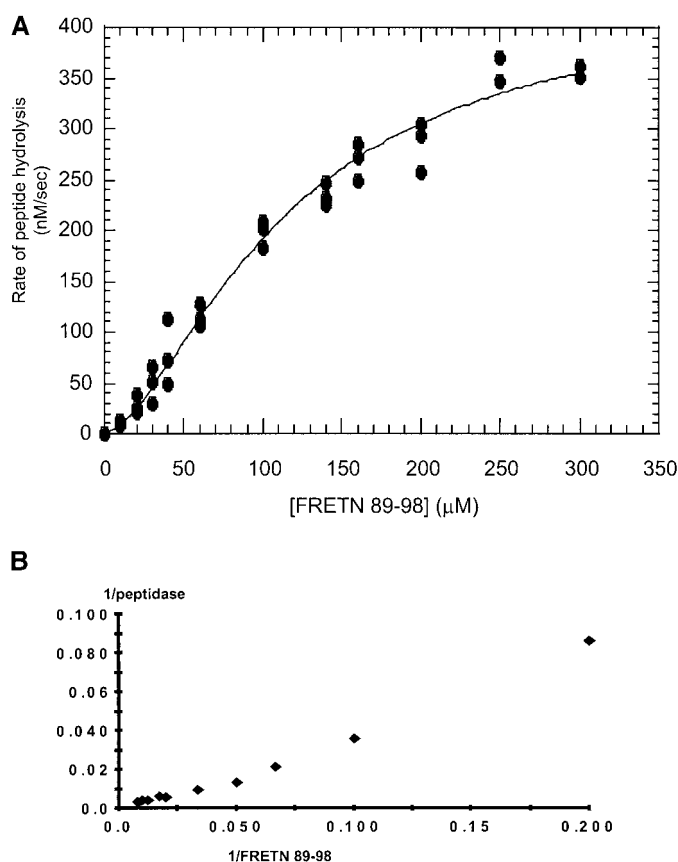 A
400
350
300
250
200
150
100
50
0
Rate of peptide hydrolysis
(nM/sec)
0 50 100 150 200 250 300 350
[FRETN 89-98] (μM)
B
1/peptidase
0.100
0.080
0.06
0.040
0.02
0.0
0.0 0.050 0.100 0.15 0.200
1/FRETN 89-98